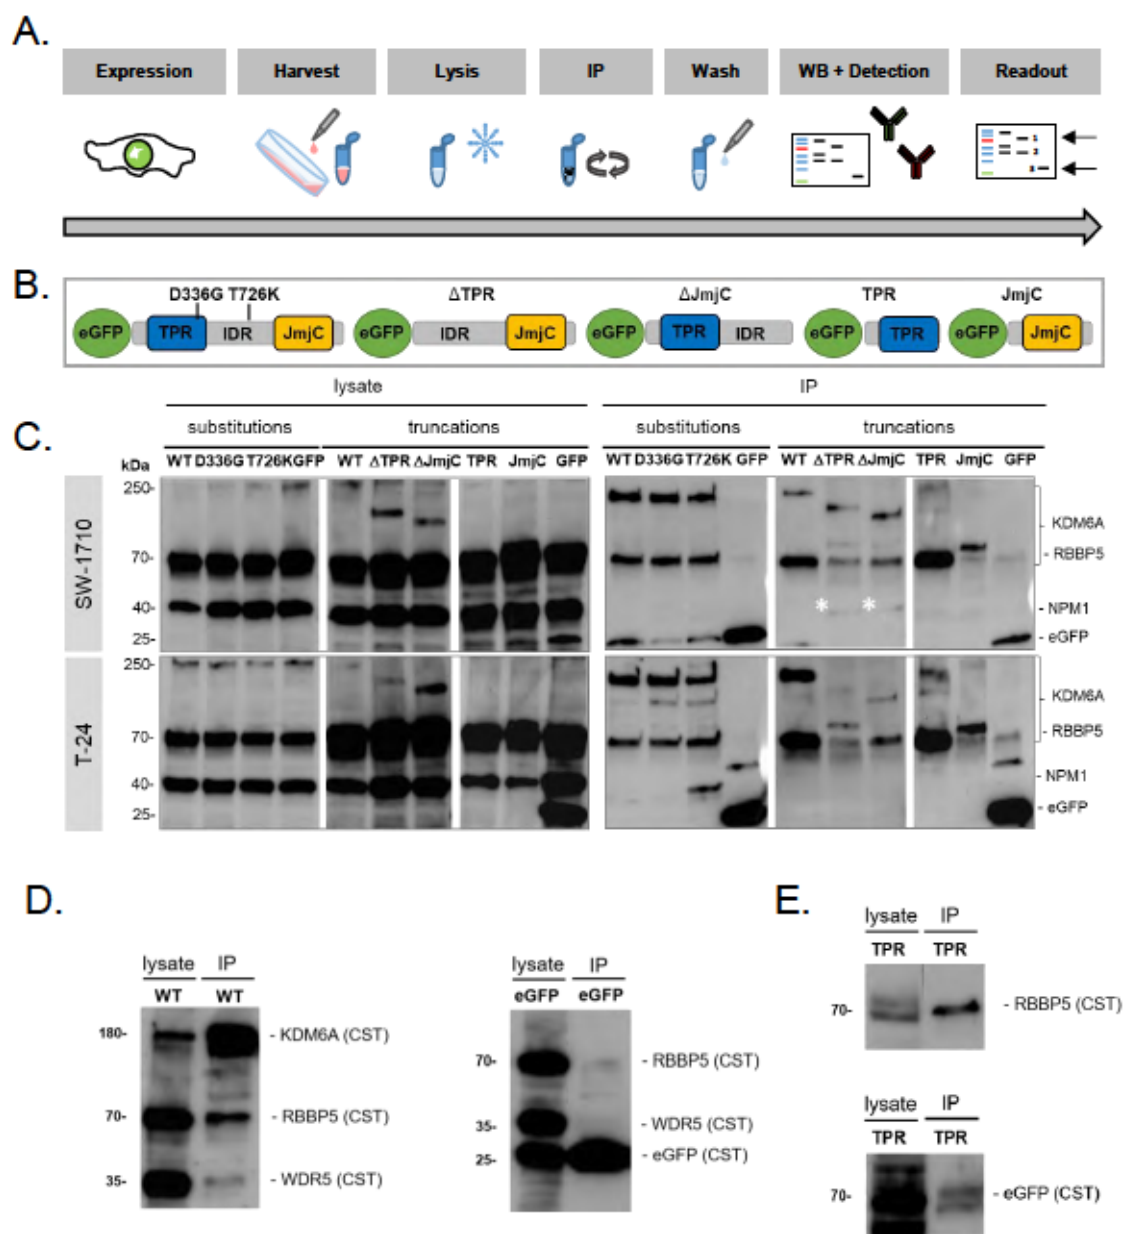 A.
Expression Harvest Lysis IP Wash WB + Detection Readout
B.
D336G T726K ΔTPR ΔJmjC TPR JmjC
eGFP TPR IDR JmjC eGFP IDR JmjC eGFP TPR IDR eGFP TPR eGFP JmjC
lysate IP
C.
substitutions truncations substitutions truncations
kDa WT D336G T726K GFP WT ΔTPR ΔJmjC TPR JmjC GFP WT D336G T726K GFP WT ΔTPR ΔJmjC TPR JmjC GFP
SW-1710
250-
70-
40-
25-
KDM6A
- RBBP5
* *
- NPM1
- eGFP
T-24
250-
70-
40-
25-
KDM6A
- RBBP5
NPM1
- eGFP
D.
lysate IP
WT WT
180- - KDM6A (CST)
70- - RBBP5 (CST)
35- - WDR5 (CST)
lysate IP
eGFP eGFP
70- - RBBP5 (CST)
35- - WDR5 (CST)
25- - eGFP (CST)
E.
lysate IP
TPR TPR
70- - RBBP5 (CST)
lysate IP
TPR TPR
70- - eGFP (CST)